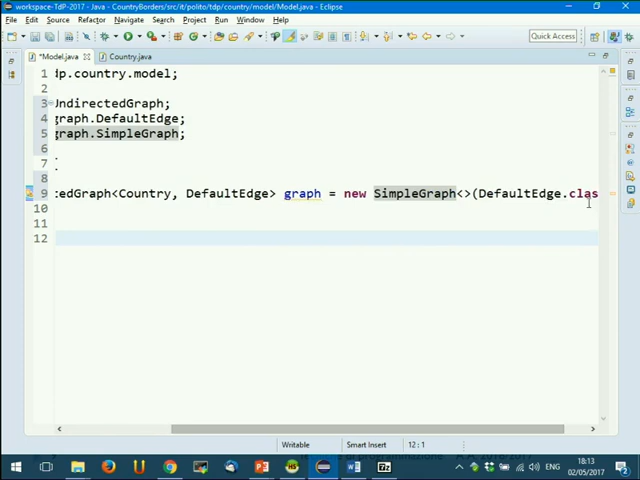 workspace-TdP-2017 - Java - CountryBorders/src/it/polito/tdp/country/model/Model.java - Eclipse
File Edit Source Refactor Navigate Search Project Run Window Help
Quick Access
*Model.java Country.java
1 dp.country.model;
2
3 UndirectedGraph;
4 graph.DefaultEdge;
5 graph.SimpleGraph;
6
7
8
9 tedGraph<Country, DefaultEdge> graph = new SimpleGraph<>(DefaultEdge.clas
10
11
12
Writable Smart Insert 12 : 1
A.A.
ENG
18:13
02/05/2017